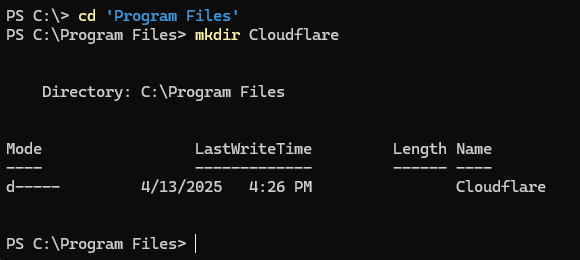 PS C:\> cd 'Program Files'
PS C:\Program Files> mkdir Cloudflare
Directory: C:\Program Files
Mode LastWriteTime Length Name
---- ------------- ------ ----
d----- 4/13/2025 4:26 PM Cloudflare
PS C:\Program Files>